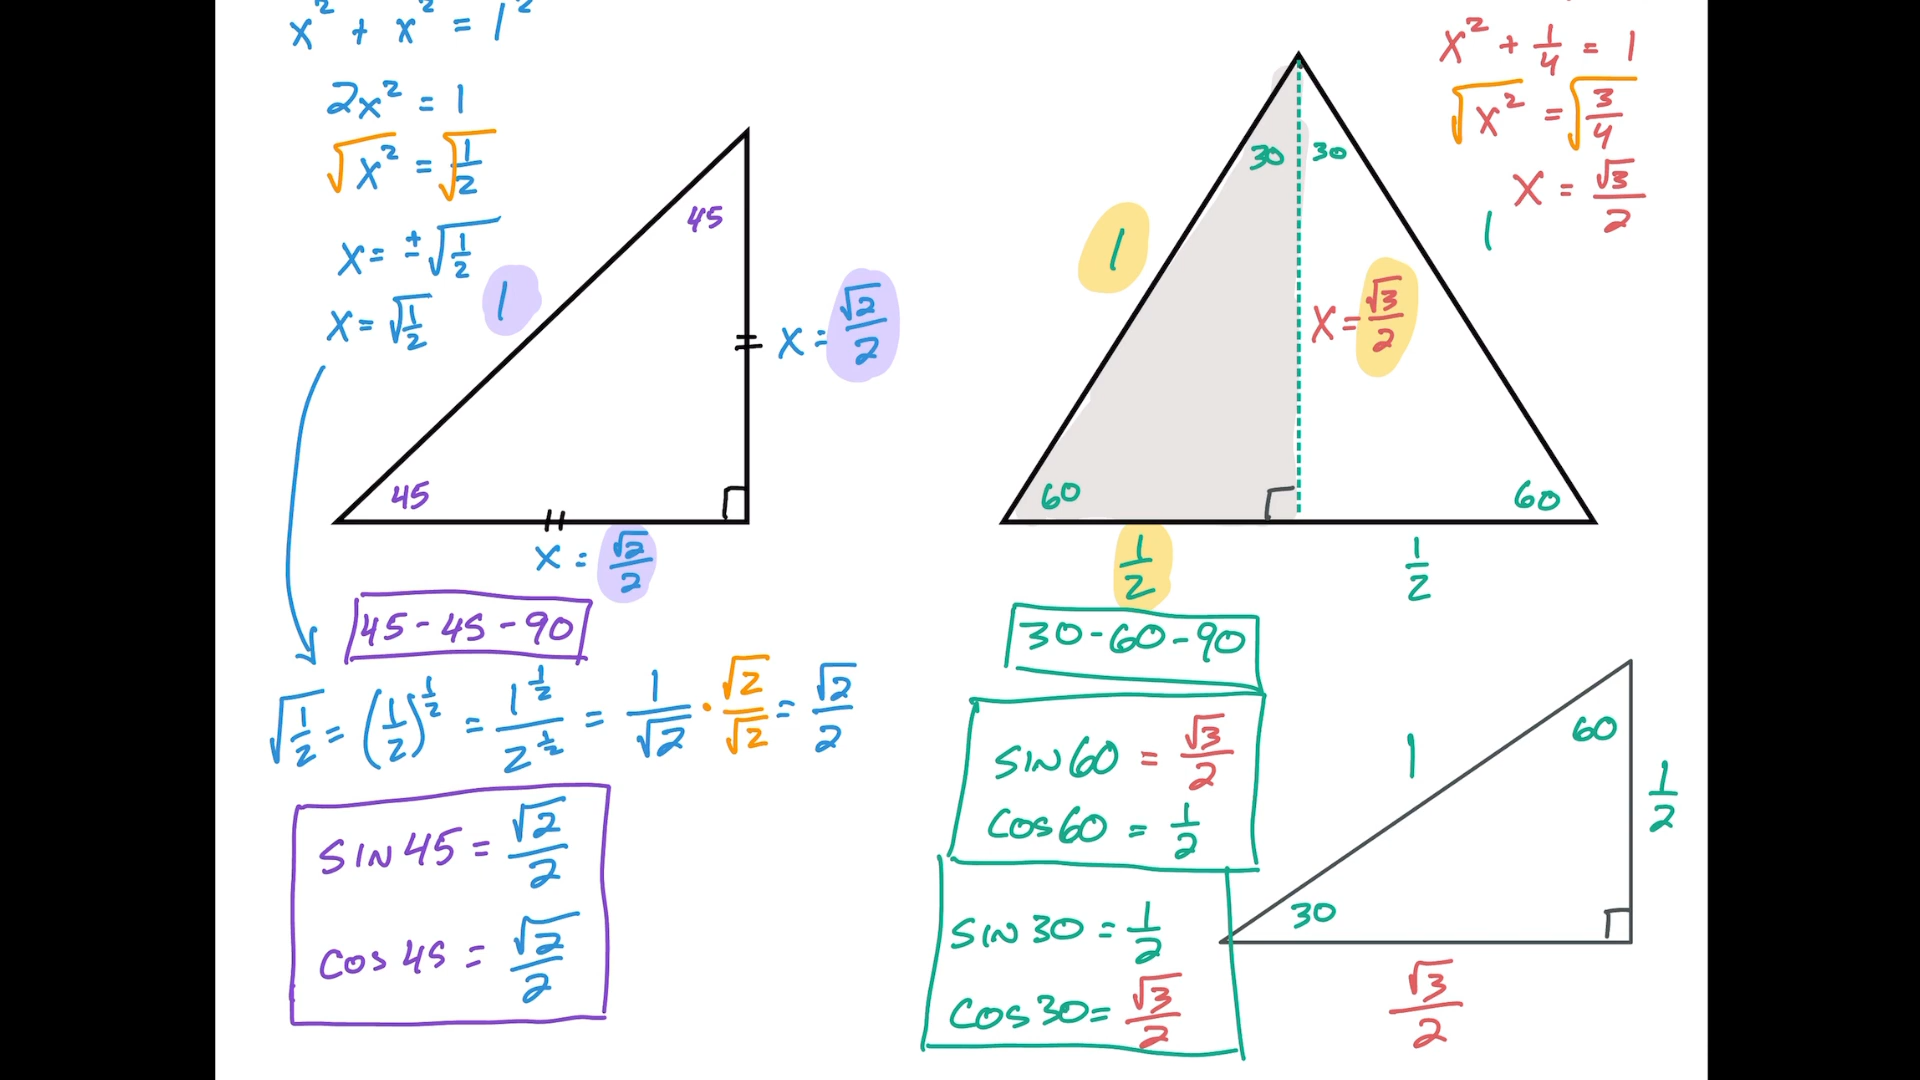 x² + x² = 1²
2x² = 1
√x² = √1/2
x = ±√1/2
x = √1/2
1
45
x = √2/2
45
x = √2/2
45 - 45 - 90
√1/2 = (1/2)^1/2 = 1^1/2 / 2^1/2 = 1/√2 · √2/√2 = √2/2
sin 45 = √2/2
cos 45 = √2/2
x² + 1/4 = 1
√x² = √3/4
x = √3/2
30 30
1
1
x = √3/2
60
60
1/2
1/2
30 - 60 - 90
sin 60 = √3/2
cos 60 = 1/2
sin 30 = 1/2
cos 30 = √3/2
1
60
1/2
30
√3/2